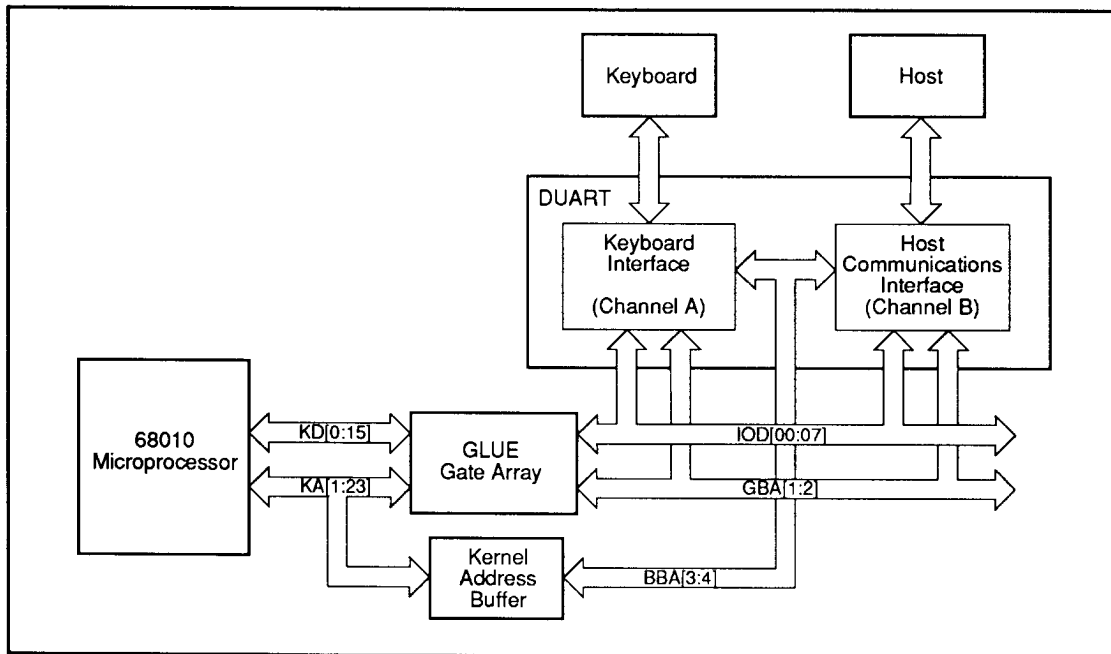 Keyboard
Host
DUART
Keyboard
Interface
(Channel A)
Host
Communications
Interface
(Channel B)
68010
Microprocessor
KD[0:15]
KA[1:23]
GLUE
Gate Array
IOD[00:07]
GBA[1:2]
Kernel
Address
Buffer
BBA[3:4]